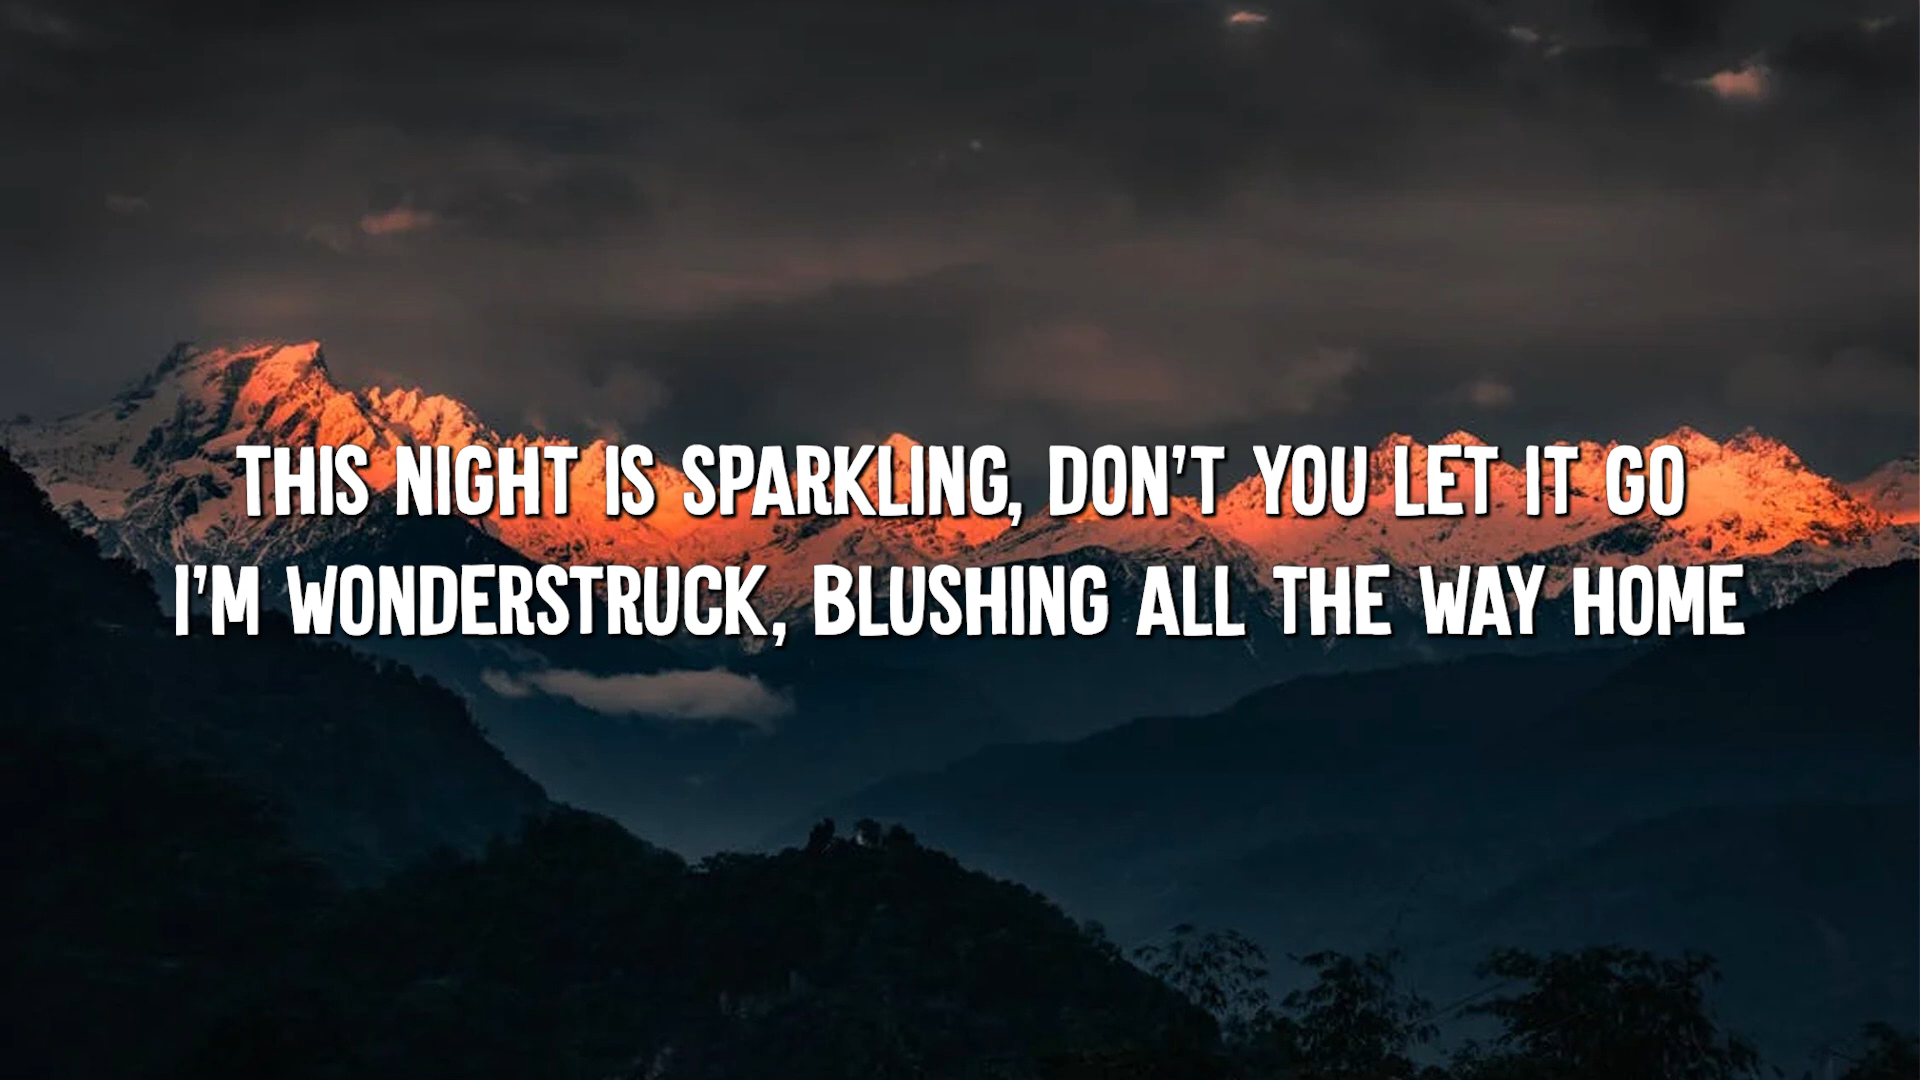 THIS NIGHT IS SPARKLING, DON'T YOU LET IT GO
I'M WONDERSTRUCK, BLUSHING ALL THE WAY HOME